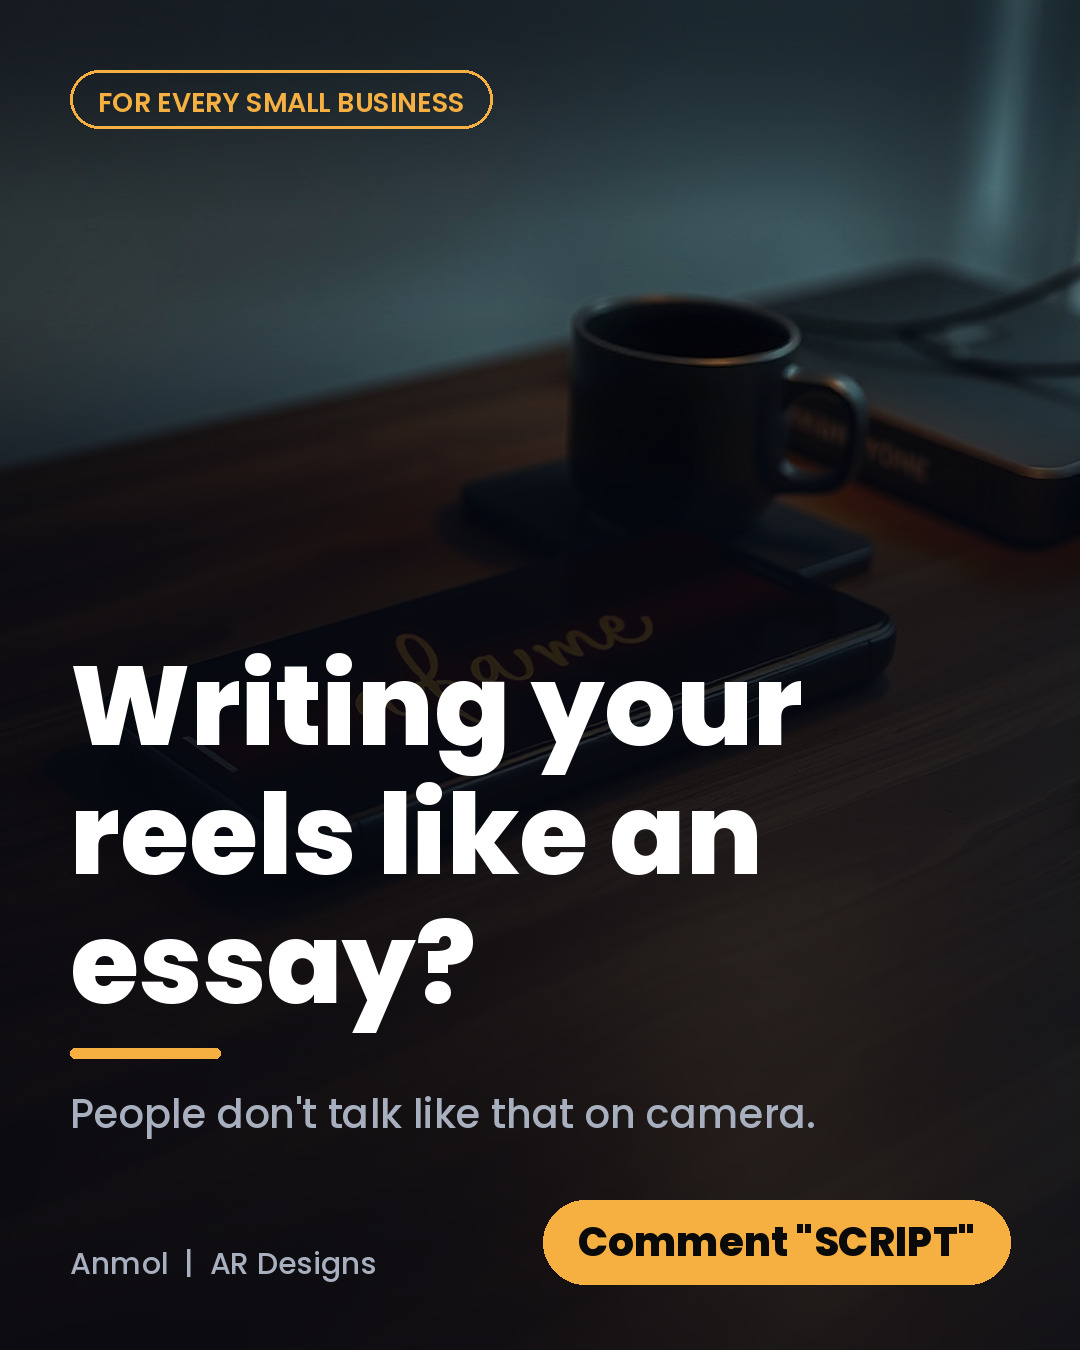 FOR EVERY SMALL BUSINESS
Writing your
reels like an
essay?
People don't talk like that on camera.
Anmol | AR Designs
Comment "SCRIPT"